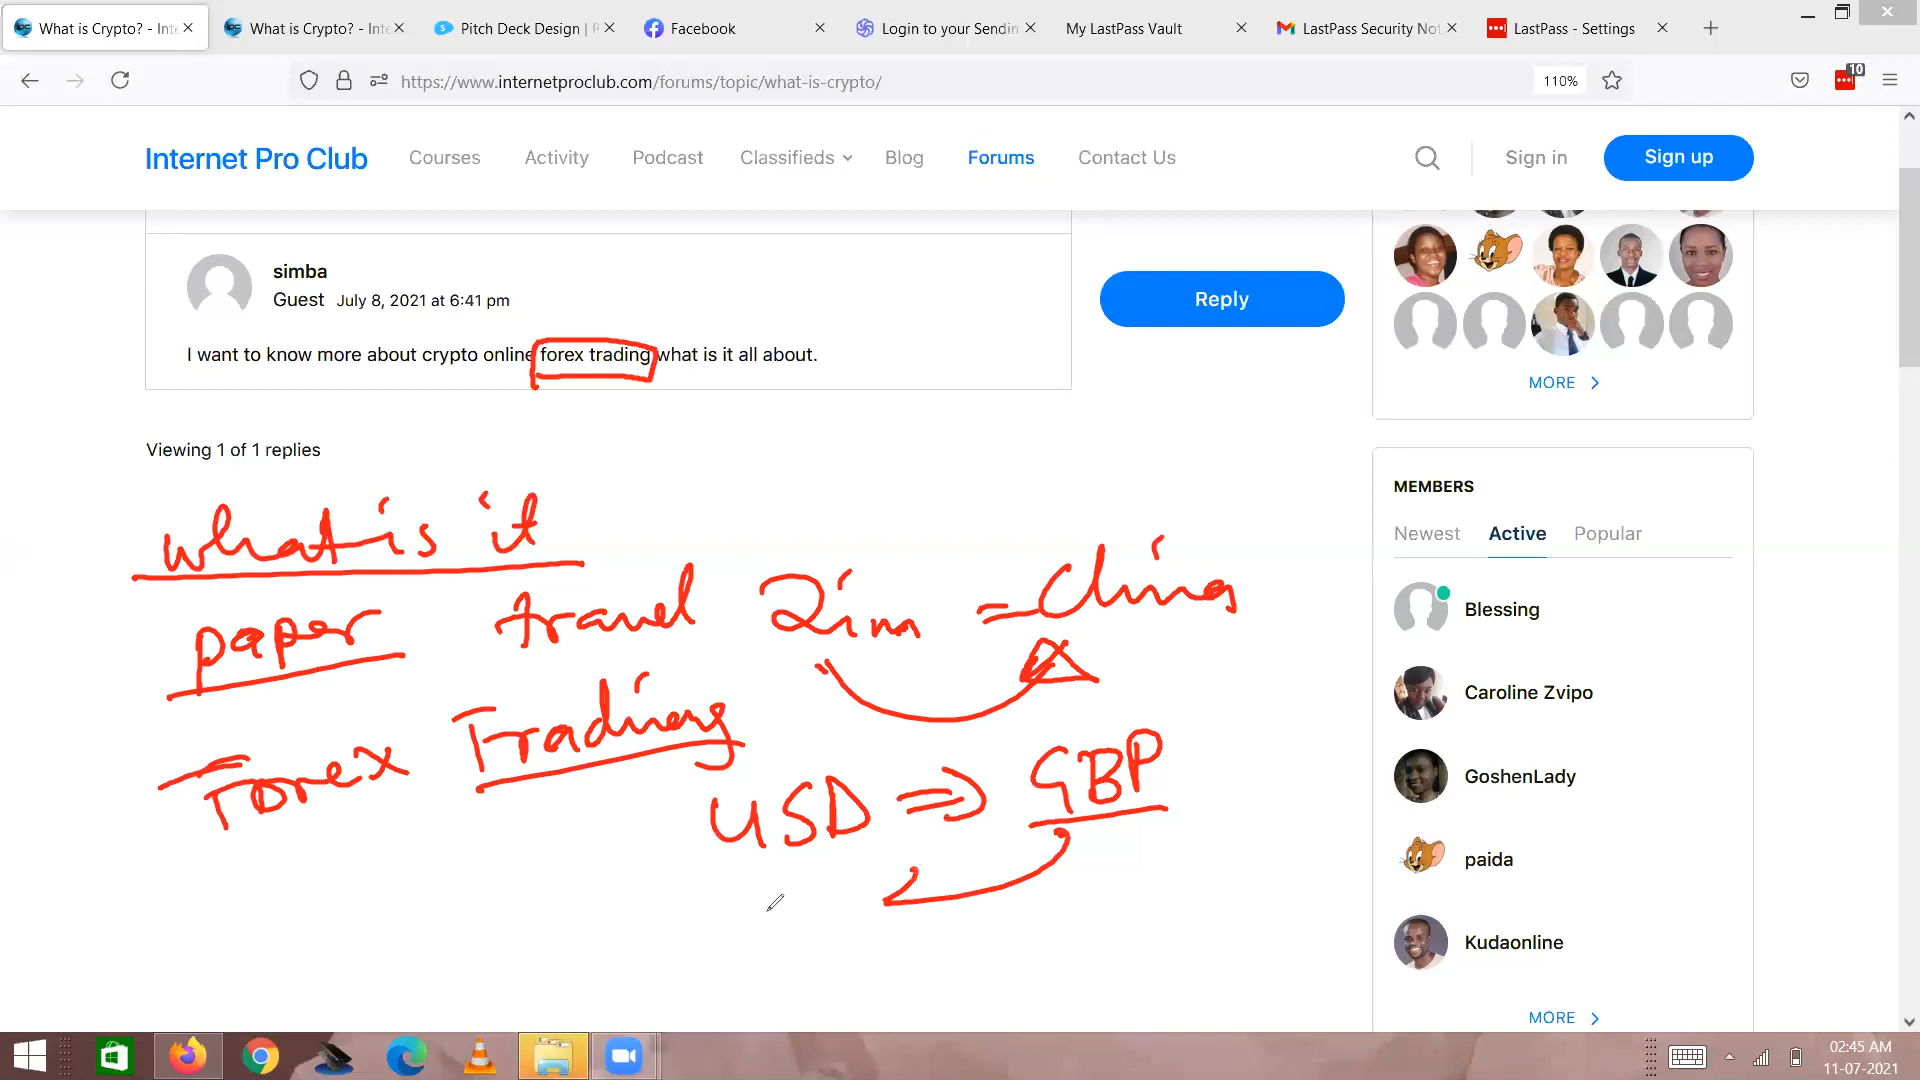 What is Crypto? - Inte
What is Crypto? - Inte
Pitch Deck Design | P
Facebook
Login to your Sendin
My LastPass Vault
LastPass Security Not
LastPass - Settings
https://www.internetproclub.com/forums/topic/what-is-crypto/
110%
10
Internet Pro Club
Courses
Activity
Podcast
Classifieds
Blog
Forums
Contact Us
Sign in
Sign up
simba
Guest July 8, 2021 at 6:41 pm
I want to know more about crypto online forex trading what is it all about.
Reply
MORE
Viewing 1 of 1 replies
what is it
paper travel Zim = China
Forex Trading
USD => GBP
MEMBERS
Newest Active Popular
Blessing
Caroline Zvipo
GoshenLady
paida
Kudaonline
MORE
02:45 AM
11-07-2021